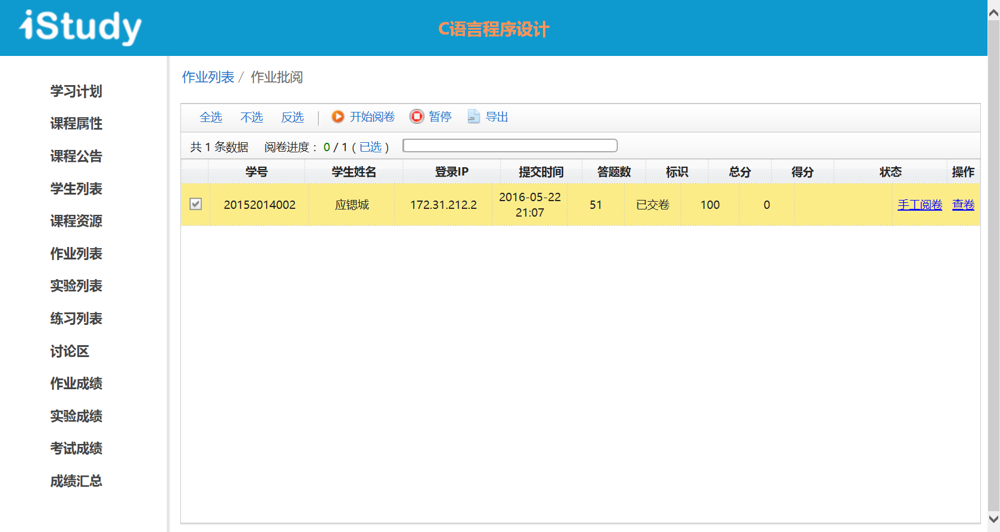 iStudy
C语言程序设计
学习计划
课程属性
课程公告
学生列表
课程资源
作业列表
实验列表
练习列表
讨论区
作业成绩
实验成绩
考试成绩
成绩汇总
作业列表 / 作业批阅
全选 不选 反选 开始阅卷 暂停 导出
共 1 条数据 阅卷进度： 0 / 1 ( 已选 )
学号 学生姓名 登录IP 提交时间 答题数 标识 总分 得分 状态 操作
20152014002 应锶城 172.31.212.2 2016-05-22 21:07 51 已交卷 100 0 手工阅卷 查卷